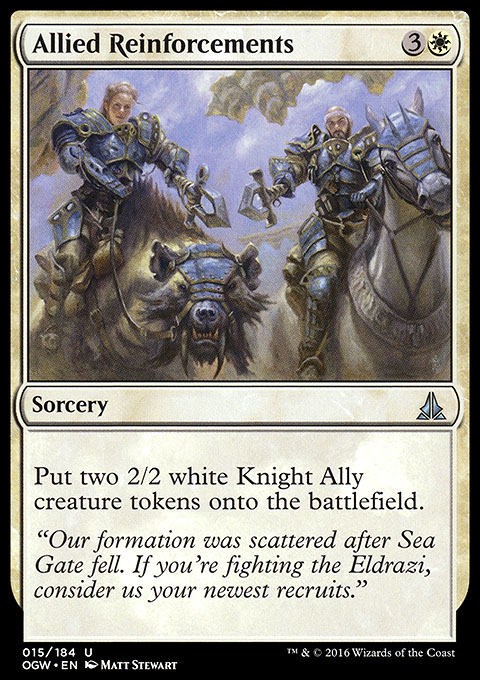 Allied Reinforcements 3
Sorcery
Put two 2/2 white Knight Ally
creature tokens onto the battlefield.
“Our formation was scattered after Sea
Gate fell. If you’re fighting the Eldrazi,
consider us your newest recruits.”
015/184 U
OGW • EN Matt Stewart
™ & © 2016 Wizards of the Coast